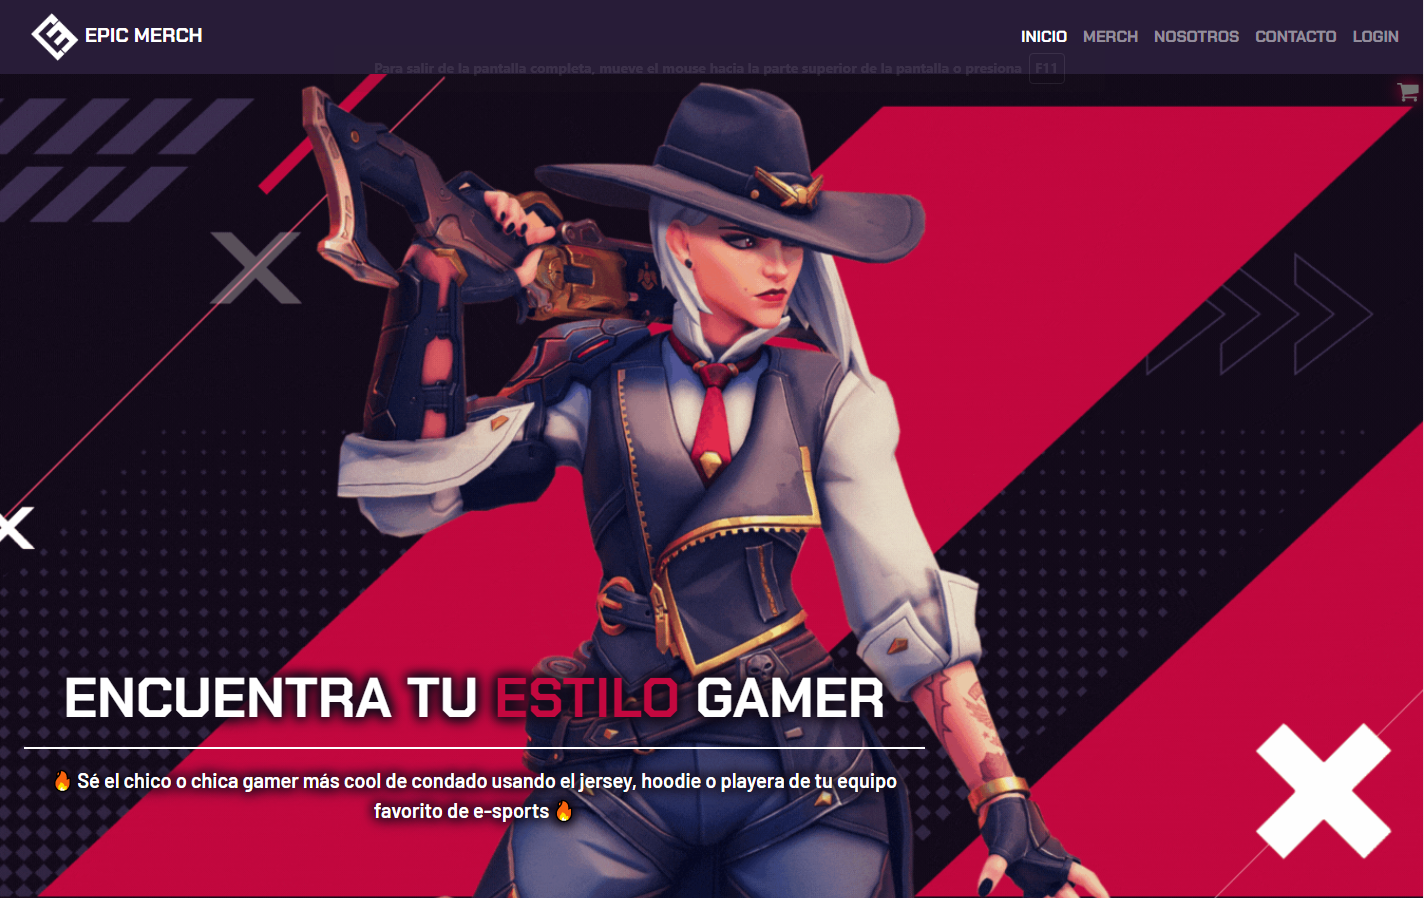 EPIC MERCH
INICIO MERCH NOSOTROS CONTACTO LOGIN
Para salir de la pantalla completa, mueve el mouse hacia la parte superior de la pantalla o presiona F11
ENCUENTRA TU ESTILO GAMER
🔥 Sé el chico o chica gamer más cool de condado usando el jersey, hoodie o playera de tu equipo
favorito de e-sports 🔥